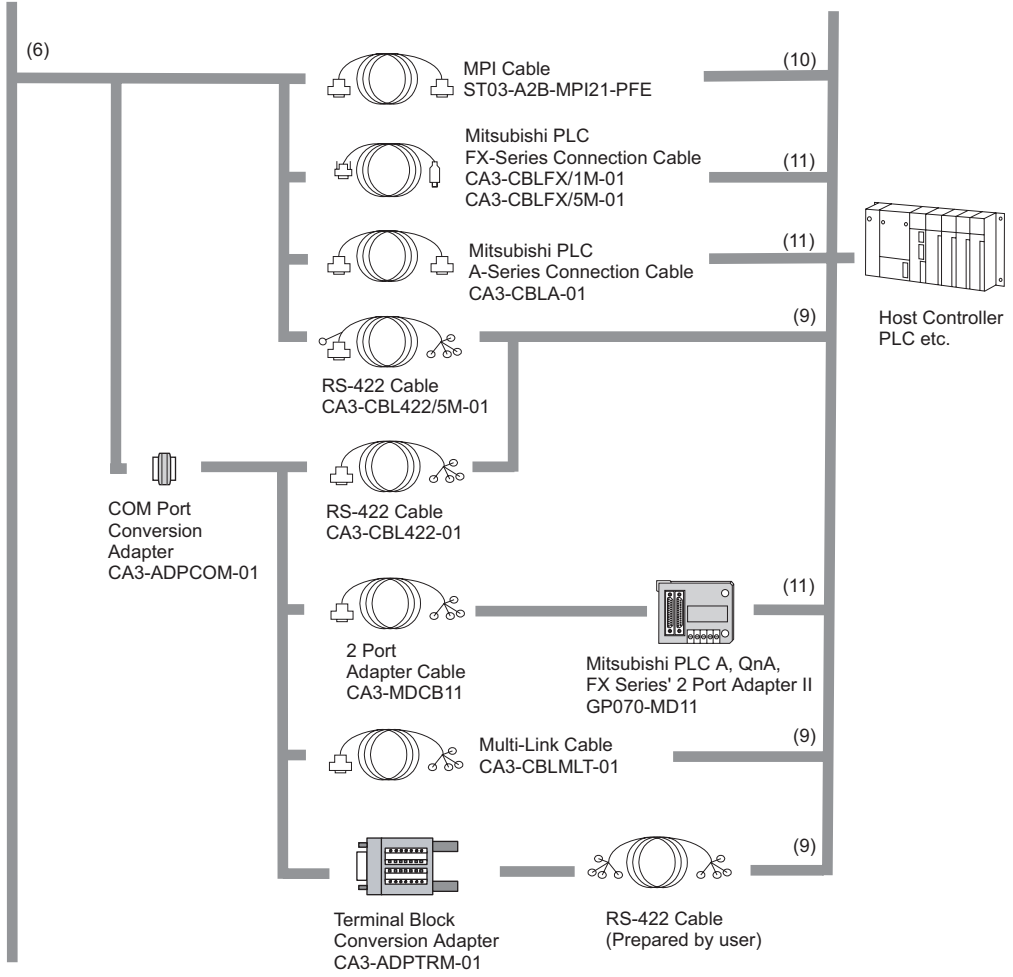 (6)
MPI Cable
ST03-A2B-MPI21-PFE
(10)
Mitsubishi PLC
FX-Series Connection Cable
CA3-CBLFX/1M-01
CA3-CBLFX/5M-01
(11)
Mitsubishi PLC
A-Series Connection Cable
CA3-CBLA-01
(11)
Host Controller
PLC etc.
RS-422 Cable
CA3-CBL422/5M-01
(9)
COM Port
Conversion
Adapter
CA3-ADPCOM-01
RS-422 Cable
CA3-CBL422-01
2 Port
Adapter Cable
CA3-MDCB11
Mitsubishi PLC A, QnA,
FX Series' 2 Port Adapter II
GP070-MD11
(11)
Multi-Link Cable
CA3-CBLMLT-01
(9)
Terminal Block
Conversion Adapter
CA3-ADPTRM-01
RS-422 Cable
(Prepared by user)
(9)